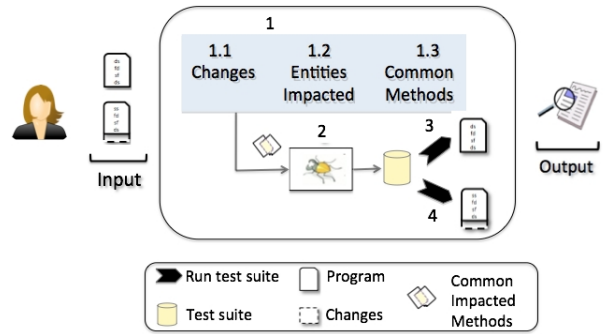 1
1.1 1.2 1.3
Changes Entities Common
Impacted Methods
2
3
4
Input
Output
Run test suite
Program
Common
Impacted
Methods
Test suite
Changes